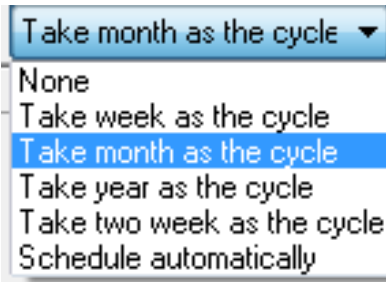 Take month as the cycle
None
Take week as the cycle
Take month as the cycle
Take year as the cycle
Take two week as the cycle
Schedule automatically